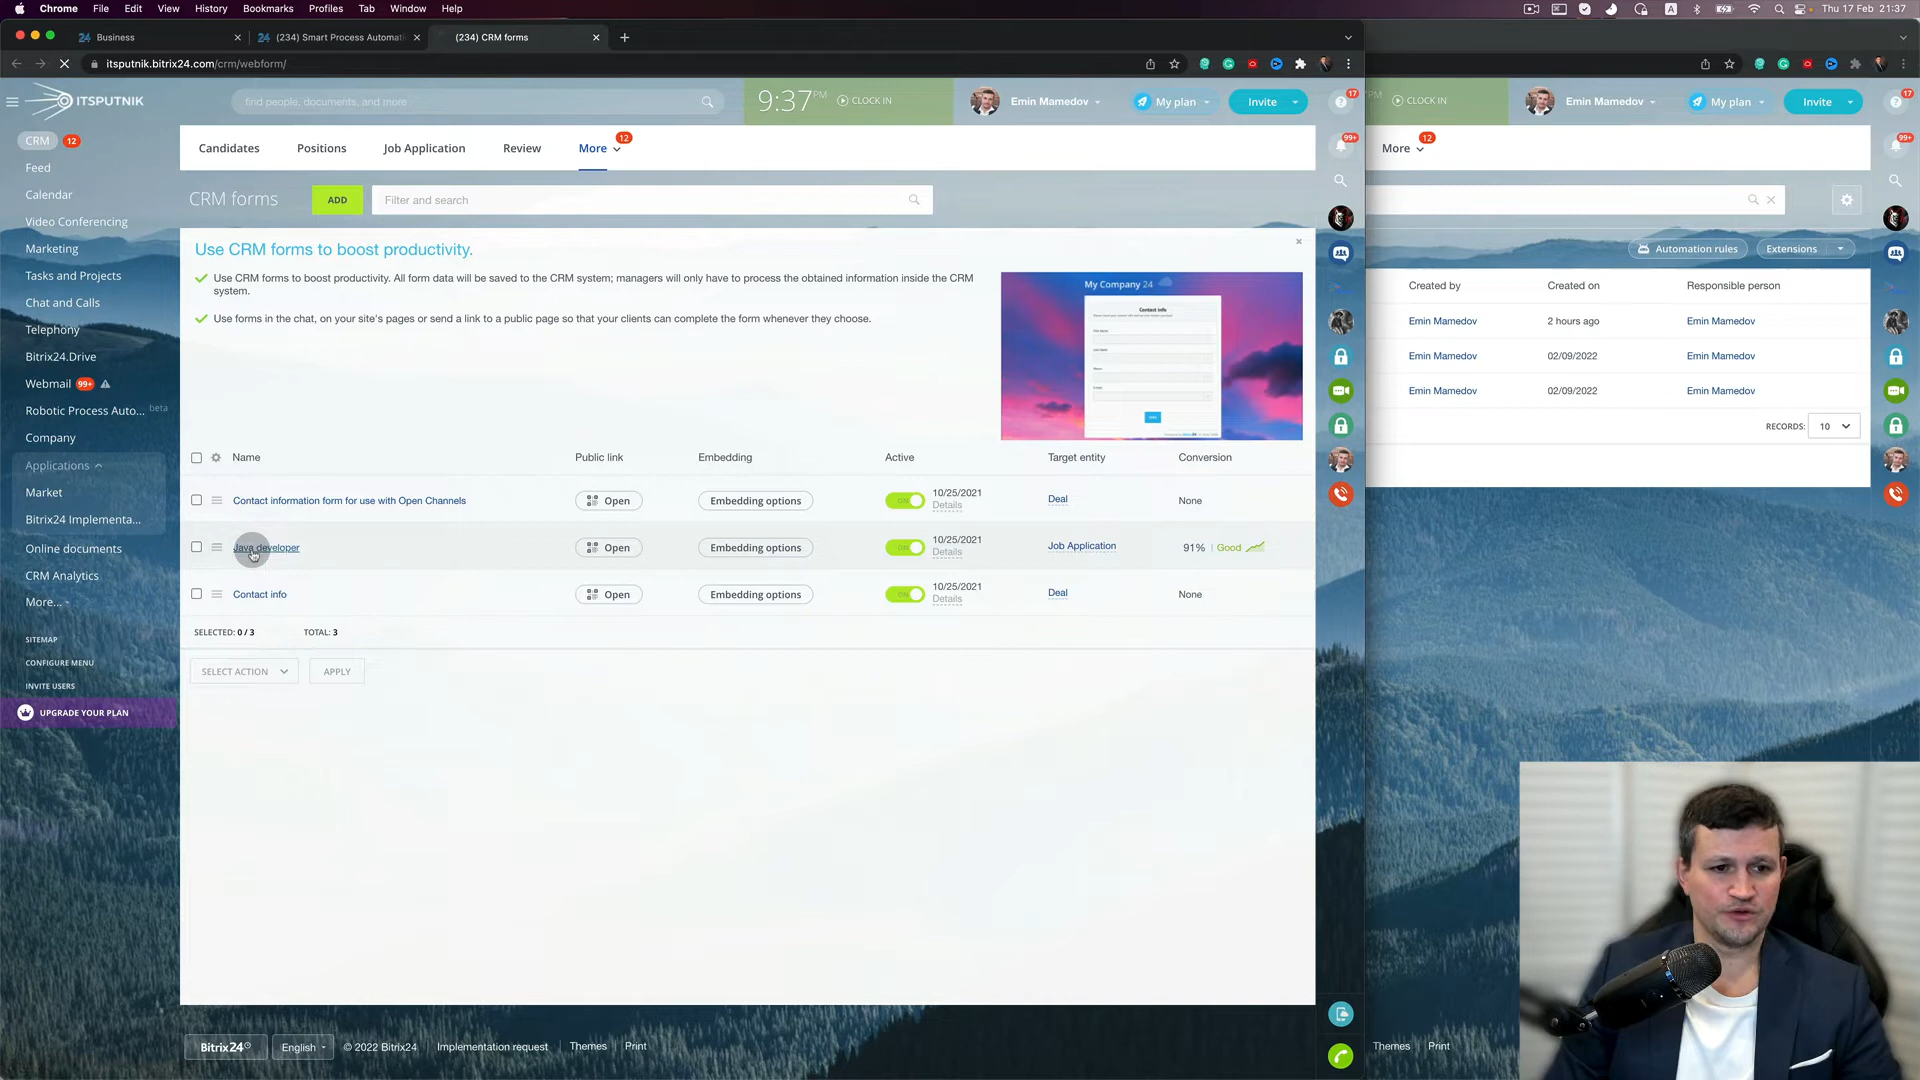 Chrome File Edit View History Bookmarks Profiles Tab Window Help
A Thu 17 Feb 21:37
24 Business
24 (234) Smart Process Automati
(234) CRM forms
itsputnik.bitrix24.com/crm/webform/
ITSPUTNIK
find people, documents, and more
9:37 PM CLOCK IN
Emin Mamedov
My plan
Invite
17
PM CLOCK IN
Emin Mamedov
My plan
Invite
17
CRM 12
Feed
Calendar
Video Conferencing
Marketing
Tasks and Projects
Chat and Calls
Telephony
Bitrix24.Drive
Webmail 99+
Robotic Process Auto... beta
Company
Applications
Market
Bitrix24 Implementa...
Online documents
CRM Analytics
More...
SITEMAP
CONFIGURE MENU
INVITE USERS
UPGRADE YOUR PLAN
Candidates Positions Job Application Review More 12
99+
More 12
99+
CRM forms
ADD
Filter and search
Use CRM forms to boost productivity.
Use CRM forms to boost productivity. All form data will be saved to the CRM system; managers will only have to process the obtained information inside the CRM
system.
Use forms in the chat, on your site's pages or send a link to a public page so that your clients can complete the form whenever they choose.
My Company 24
Contact info
Name Public link Embedding Active Target entity Conversion
Contact information form for use with Open Channels Open Embedding options ON 10/25/2021 Details Deal None
Java developer Open Embedding options ON 10/25/2021 Details Job Application 91% | Good
Contact info Open Embedding options ON 10/25/2021 Details Deal None
SELECTED: 0 / 3 TOTAL: 3
SELECT ACTION
APPLY
Automation rules
Extensions
Created by Created on Responsible person
Emin Mamedov 2 hours ago Emin Mamedov
Emin Mamedov 02/09/2022 Emin Mamedov
Emin Mamedov 02/09/2022 Emin Mamedov
RECORDS: 10
Bitrix24
English
© 2022 Bitrix24
Implementation request
Themes
Print
Themes
Print